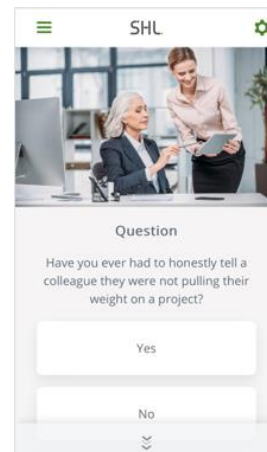 SHL
Question
Have you ever had to honestly tell a
colleague they were not pulling their
weight on a project?
Yes
No